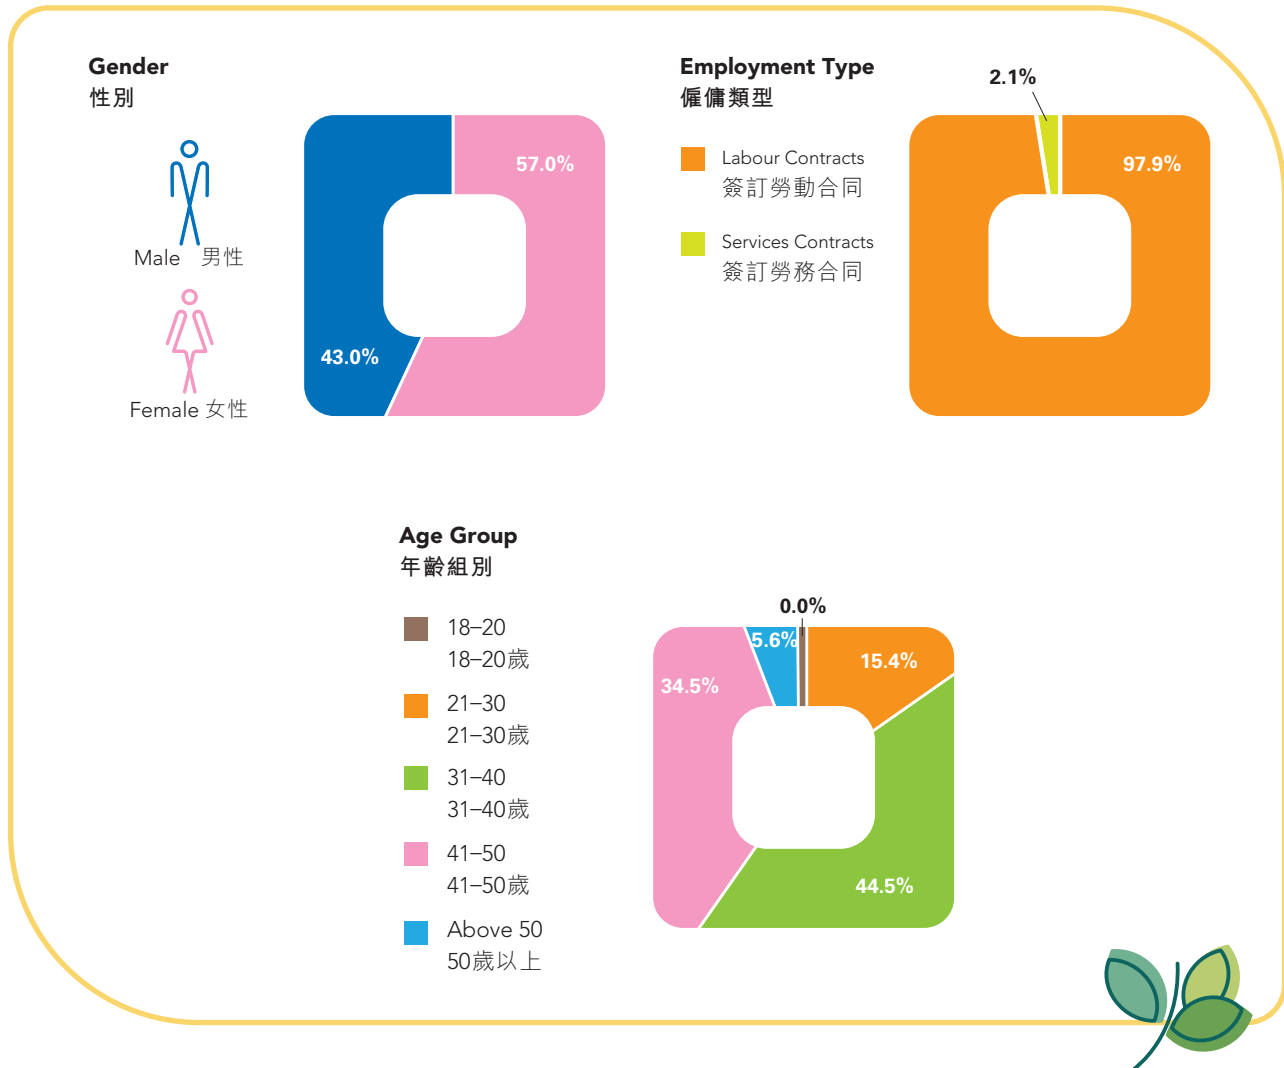 Gender
性別
57.0%
Male 男性
43.0%
Female 女性
Employment Type
僱傭類型
2.1%
Labour Contracts
簽訂勞動合同
97.9%
Services Contracts
簽訂勞務合同
Age Group
年齡組別
0.0%
18–20
18–20歲
5.6%
15.4%
34.5%
21–30
21–30歲
31–40
31–40歲
41–50
41–50歲
44.5%
Above 50
50歲以上